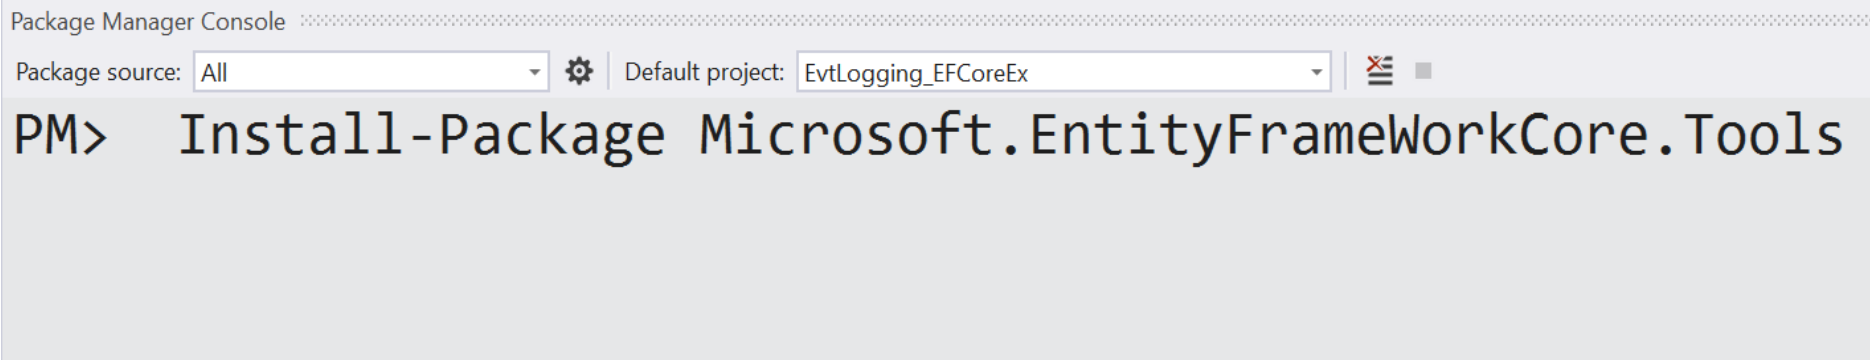 Package Manager Console
Package source: All Default project: EvtLogging_EFCoreEx
PM> Install-Package Microsoft.EntityFrameWorkCore.Tools